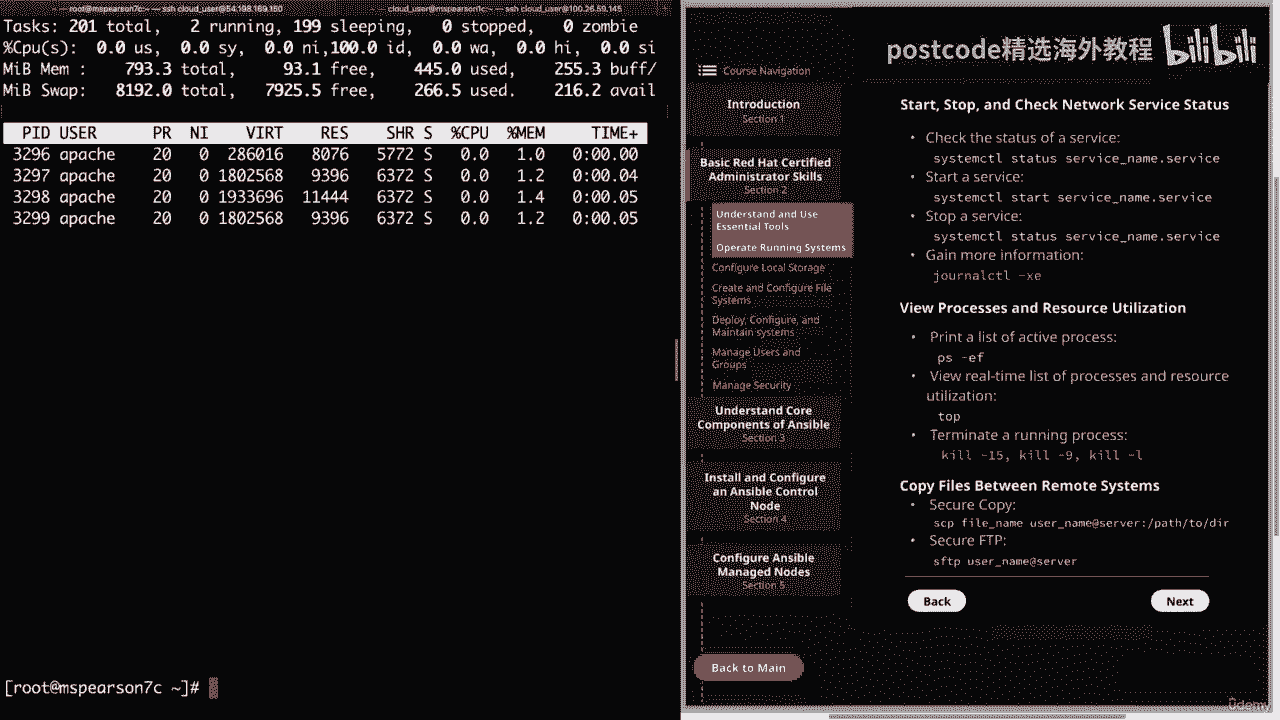 root@mspearson7c:~ — ssh cloud_user@54.198.169.160
cloud_user@mspearson7c:~ — ssh cloud_user@100.26.59.145
Tasks: 201 total, 2 running, 199 sleeping, 0 stopped, 0 zombie
%Cpu(s): 0.0 us, 0.0 sy, 0.0 ni,100.0 id, 0.0 wa, 0.0 hi, 0.0 si
MiB Mem : 793.3 total, 93.1 free, 445.0 used, 255.3 buff/
MiB Swap: 8192.0 total, 7925.5 free, 266.5 used. 216.2 avail
PID USER PR NI VIRT RES SHR S %CPU %MEM TIME+
3296 apache 20 0 286016 8076 5772 S 0.0 1.0 0:00.00
3297 apache 20 0 1802568 9396 6372 S 0.0 1.2 0:00.04
3298 apache 20 0 1933696 11444 6372 S 0.0 1.4 0:00.05
3299 apache 20 0 1802568 9396 6372 S 0.0 1.2 0:00.05
[root@mspearson7c ~]#
postcode精选海外教程 bilibili
Course Navigation
Introduction
Section 1
Basic Red Hat Certified
Administrator Skills
Section 2
Understand and Use
Essential Tools
Operate Running Systems
Configure Local Storage
Create and Configure File
Systems
Deploy, Configure, and
Maintain systems
Manage Users and
Groups
Manage Security
Understand Core
Components of Ansible
Section 3
Install and Configure
an Ansible Control
Node
Section 4
Configure Ansible
Managed Nodes
Section 5
Back to Main
Start, Stop, and Check Network Service Status
• Check the status of a service:
systemctl status service_name.service
• Start a service:
systemctl start service_name.service
• Stop a service:
systemctl status service_name.service
• Gain more information:
journalctl -xe
View Processes and Resource Utilization
• Print a list of active process:
ps -ef
• View real-time list of processes and resource
utilization:
top
• Terminate a running process:
kill -15, kill -9, kill -l
Copy Files Between Remote Systems
• Secure Copy:
scp file_name user_name@server:/path/to/dir
• Secure FTP:
sftp user_name@server
Back
Next
Udemy